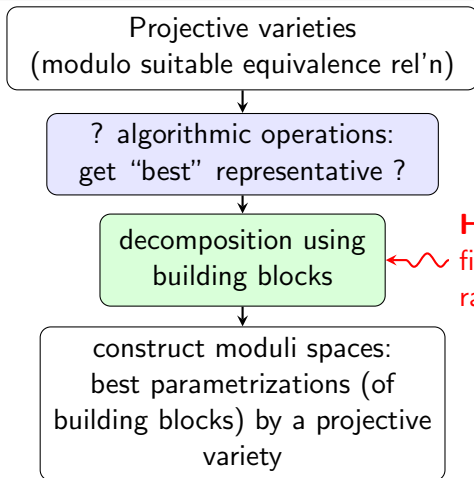 Projective varieties
(modulo suitable equivalence rel'n)
? algorithmic operations:
get “best” representative ?
decomposition using
building blocks
construct moduli spaces:
best parametrizations (of
building blocks) by a projective
variety